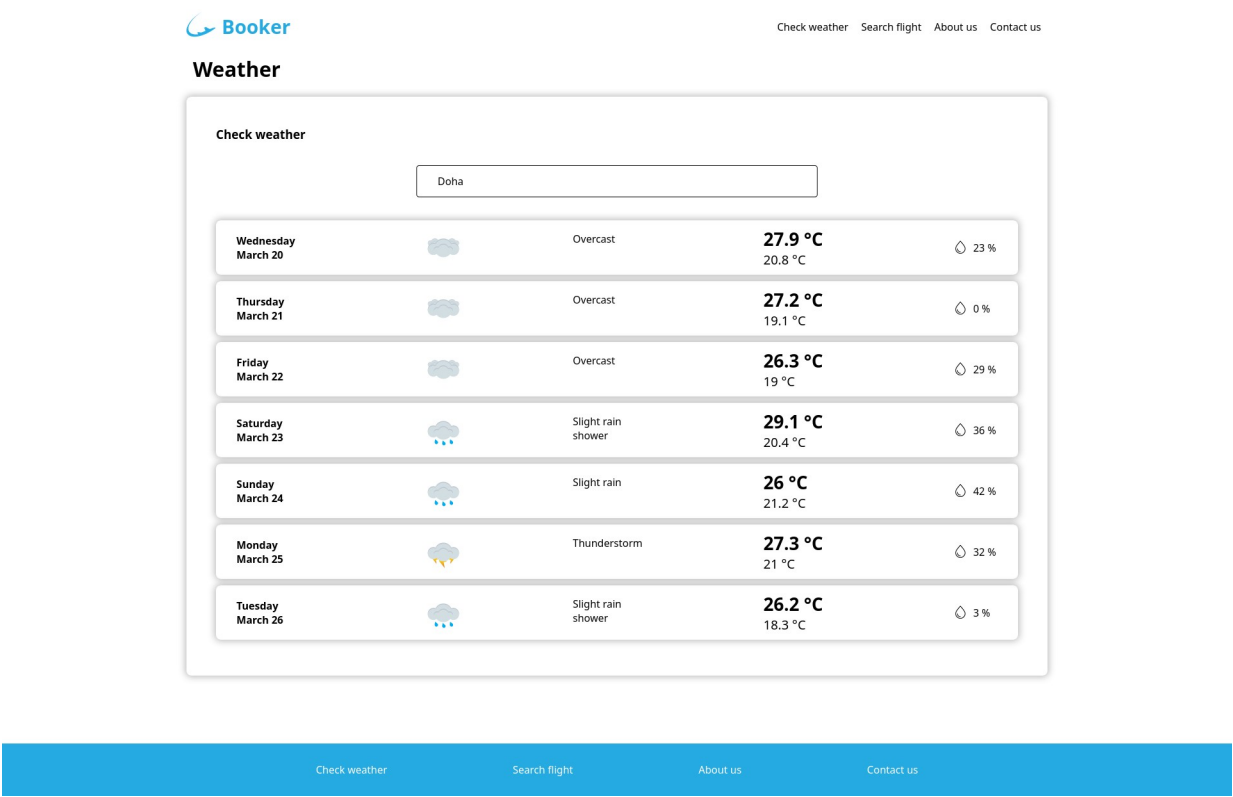 Booker
Check weather Search flight About us Contact us
Weather
Check weather
Doha
Wednesday
March 20
Overcast
27.9 °C
20.8 °C
23 %
Thursday
March 21
Overcast
27.2 °C
19.1 °C
0 %
Friday
March 22
Overcast
26.3 °C
19 °C
29 %
Saturday
March 23
Slight rain
shower
29.1 °C
20.4 °C
36 %
Sunday
March 24
Slight rain
26 °C
21.2 °C
42 %
Monday
March 25
Thunderstorm
27.3 °C
21 °C
32 %
Tuesday
March 26
Slight rain
shower
26.2 °C
18.3 °C
3 %
Check weather Search flight About us Contact us